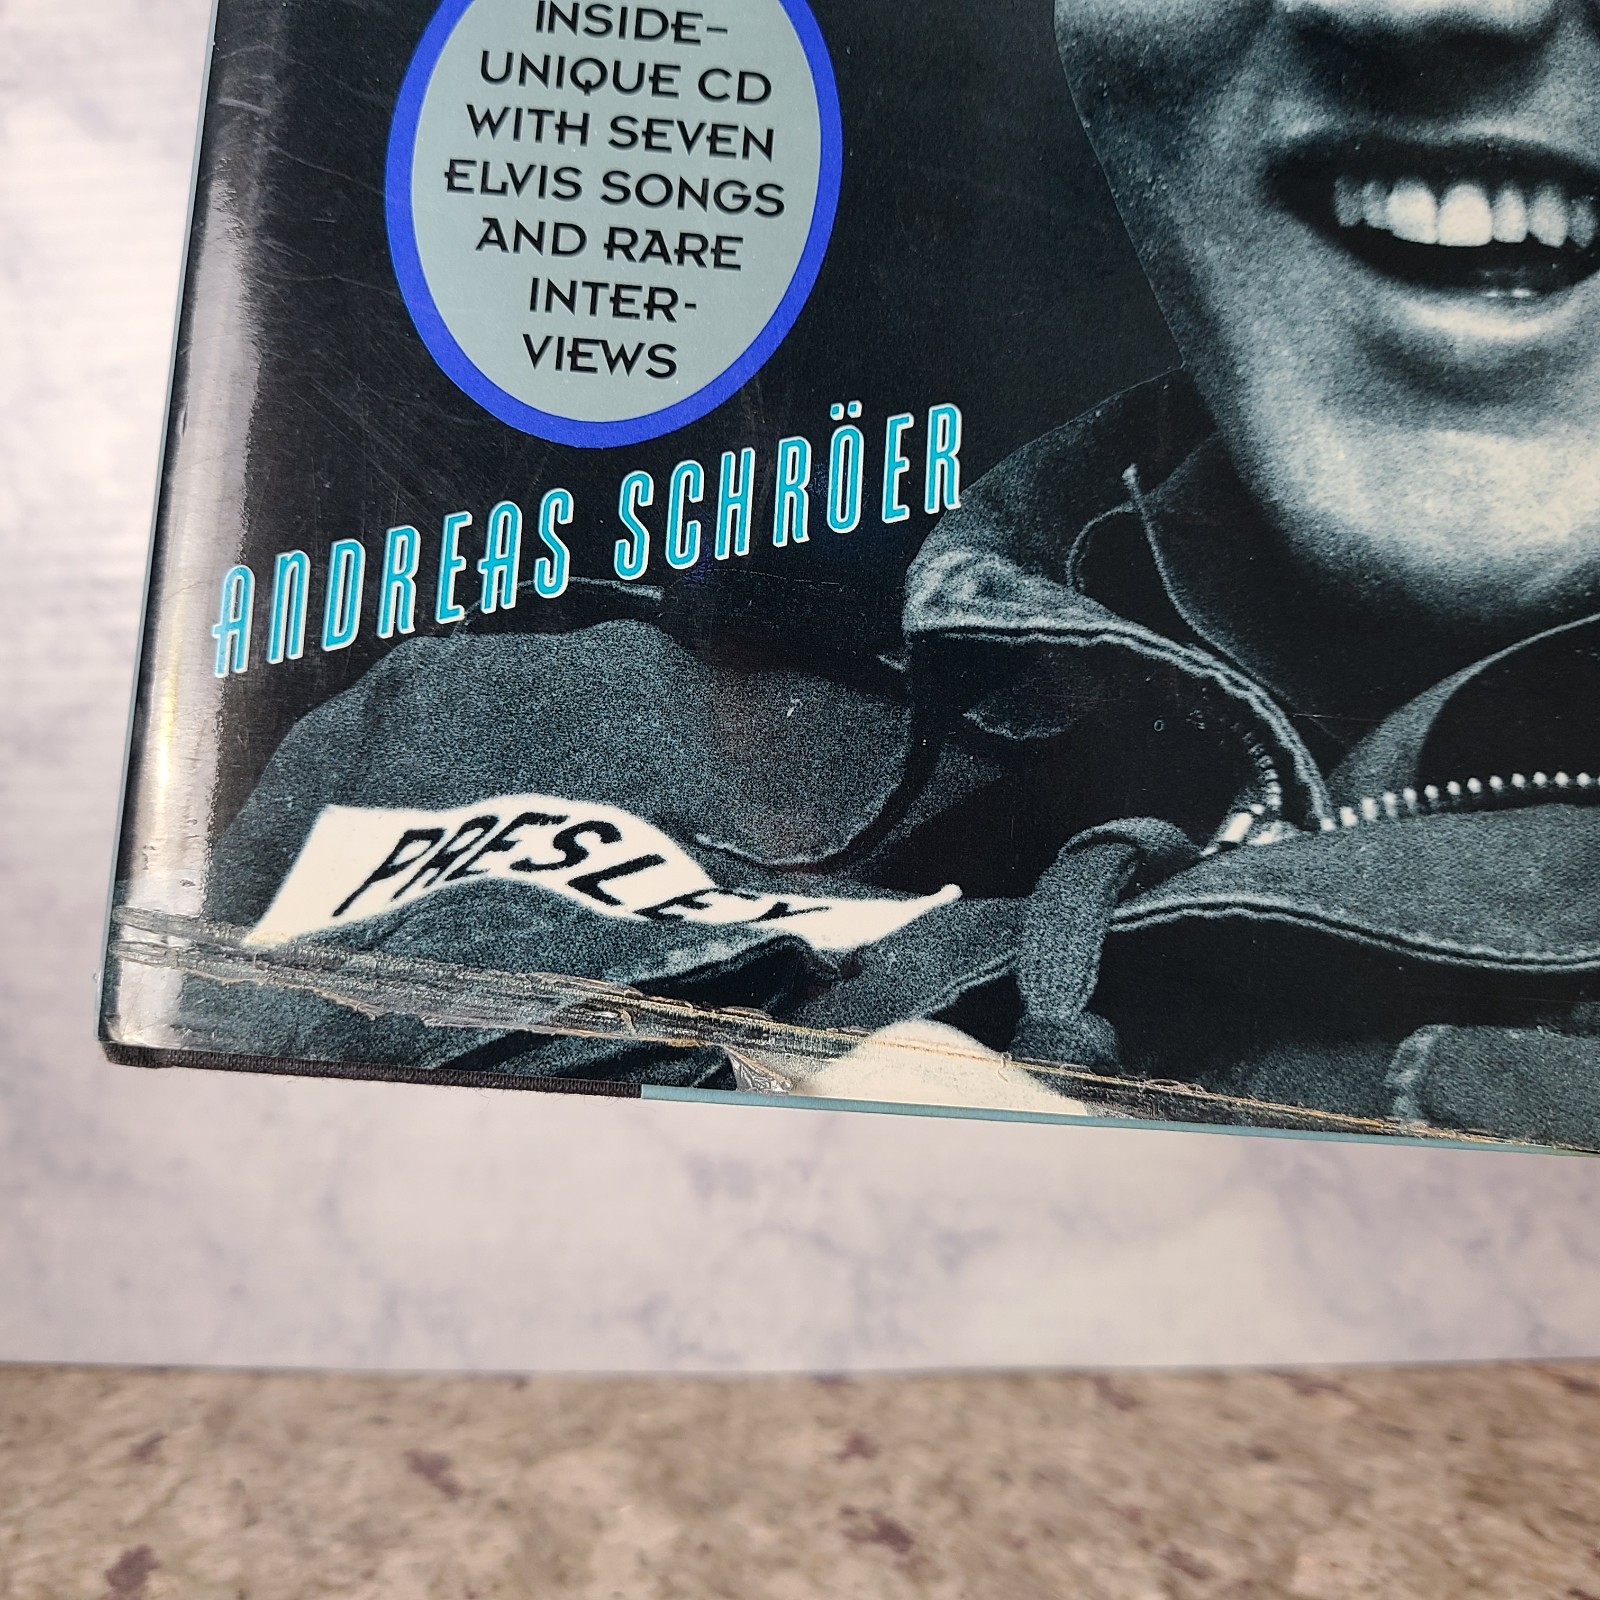 INSIDE–
UNIQUE CD
WITH SEVEN
ELVIS SONGS
AND RARE
INTER-
VIEWS
ANDREAS SCHRÖER
PRESLEY